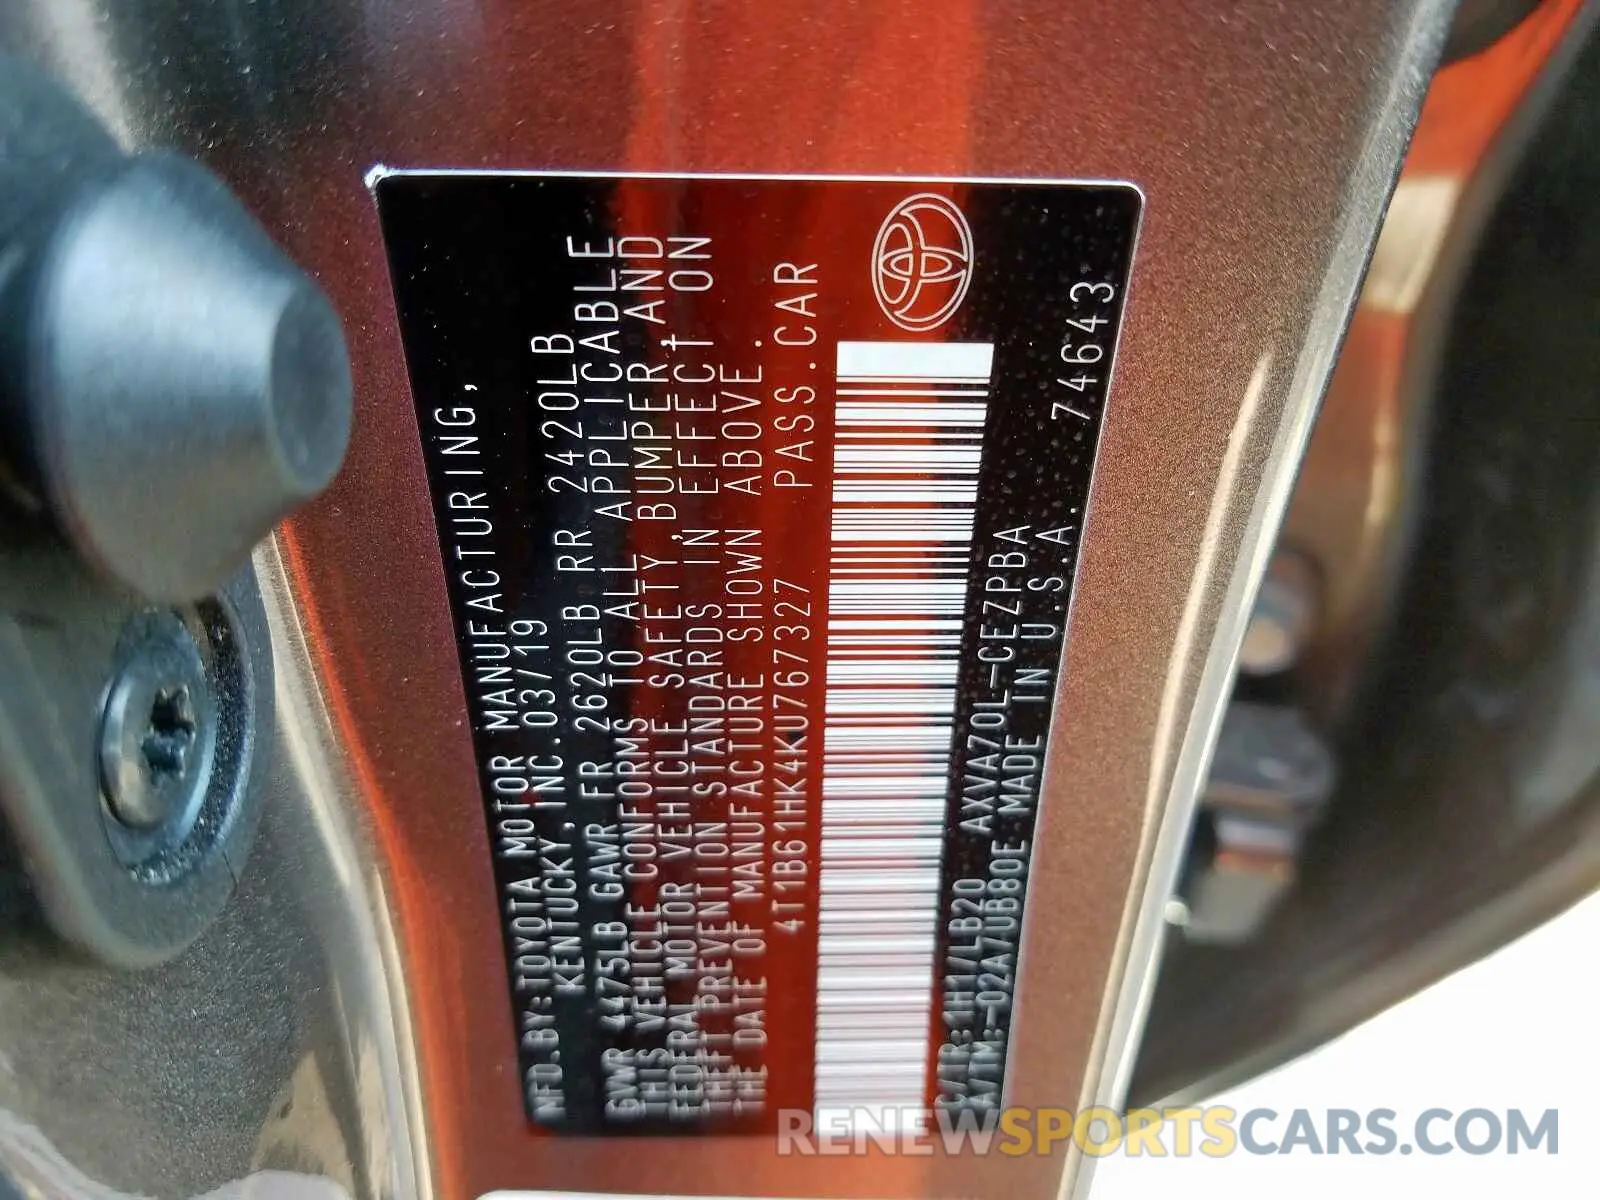 MFD.BY:TOYOTA MOTOR MANUFACTURING,
KENTUCKY,INC.03/19
GVWR 4475LB GAWR FR 2620LB RR 2420LB
THIS VEHICLE CONFORMS TO ALL APPLICABLE
FEDERAL MOTOR VEHICLE SAFETY,BUMPER,AND
THEFT PREVENTION STANDARDS IN EFFECT ON
THE DATE OF MANUFACTURE SHOWN ABOVE.
4T1B61HK4KU767327 PASS.CAR
C/TR:1H1/LB20 AXVA70L-CEZPBA
A/TM:-02A/UB80E MADE IN U.S.A. 74643
RENEWSPORTSCARS.COM